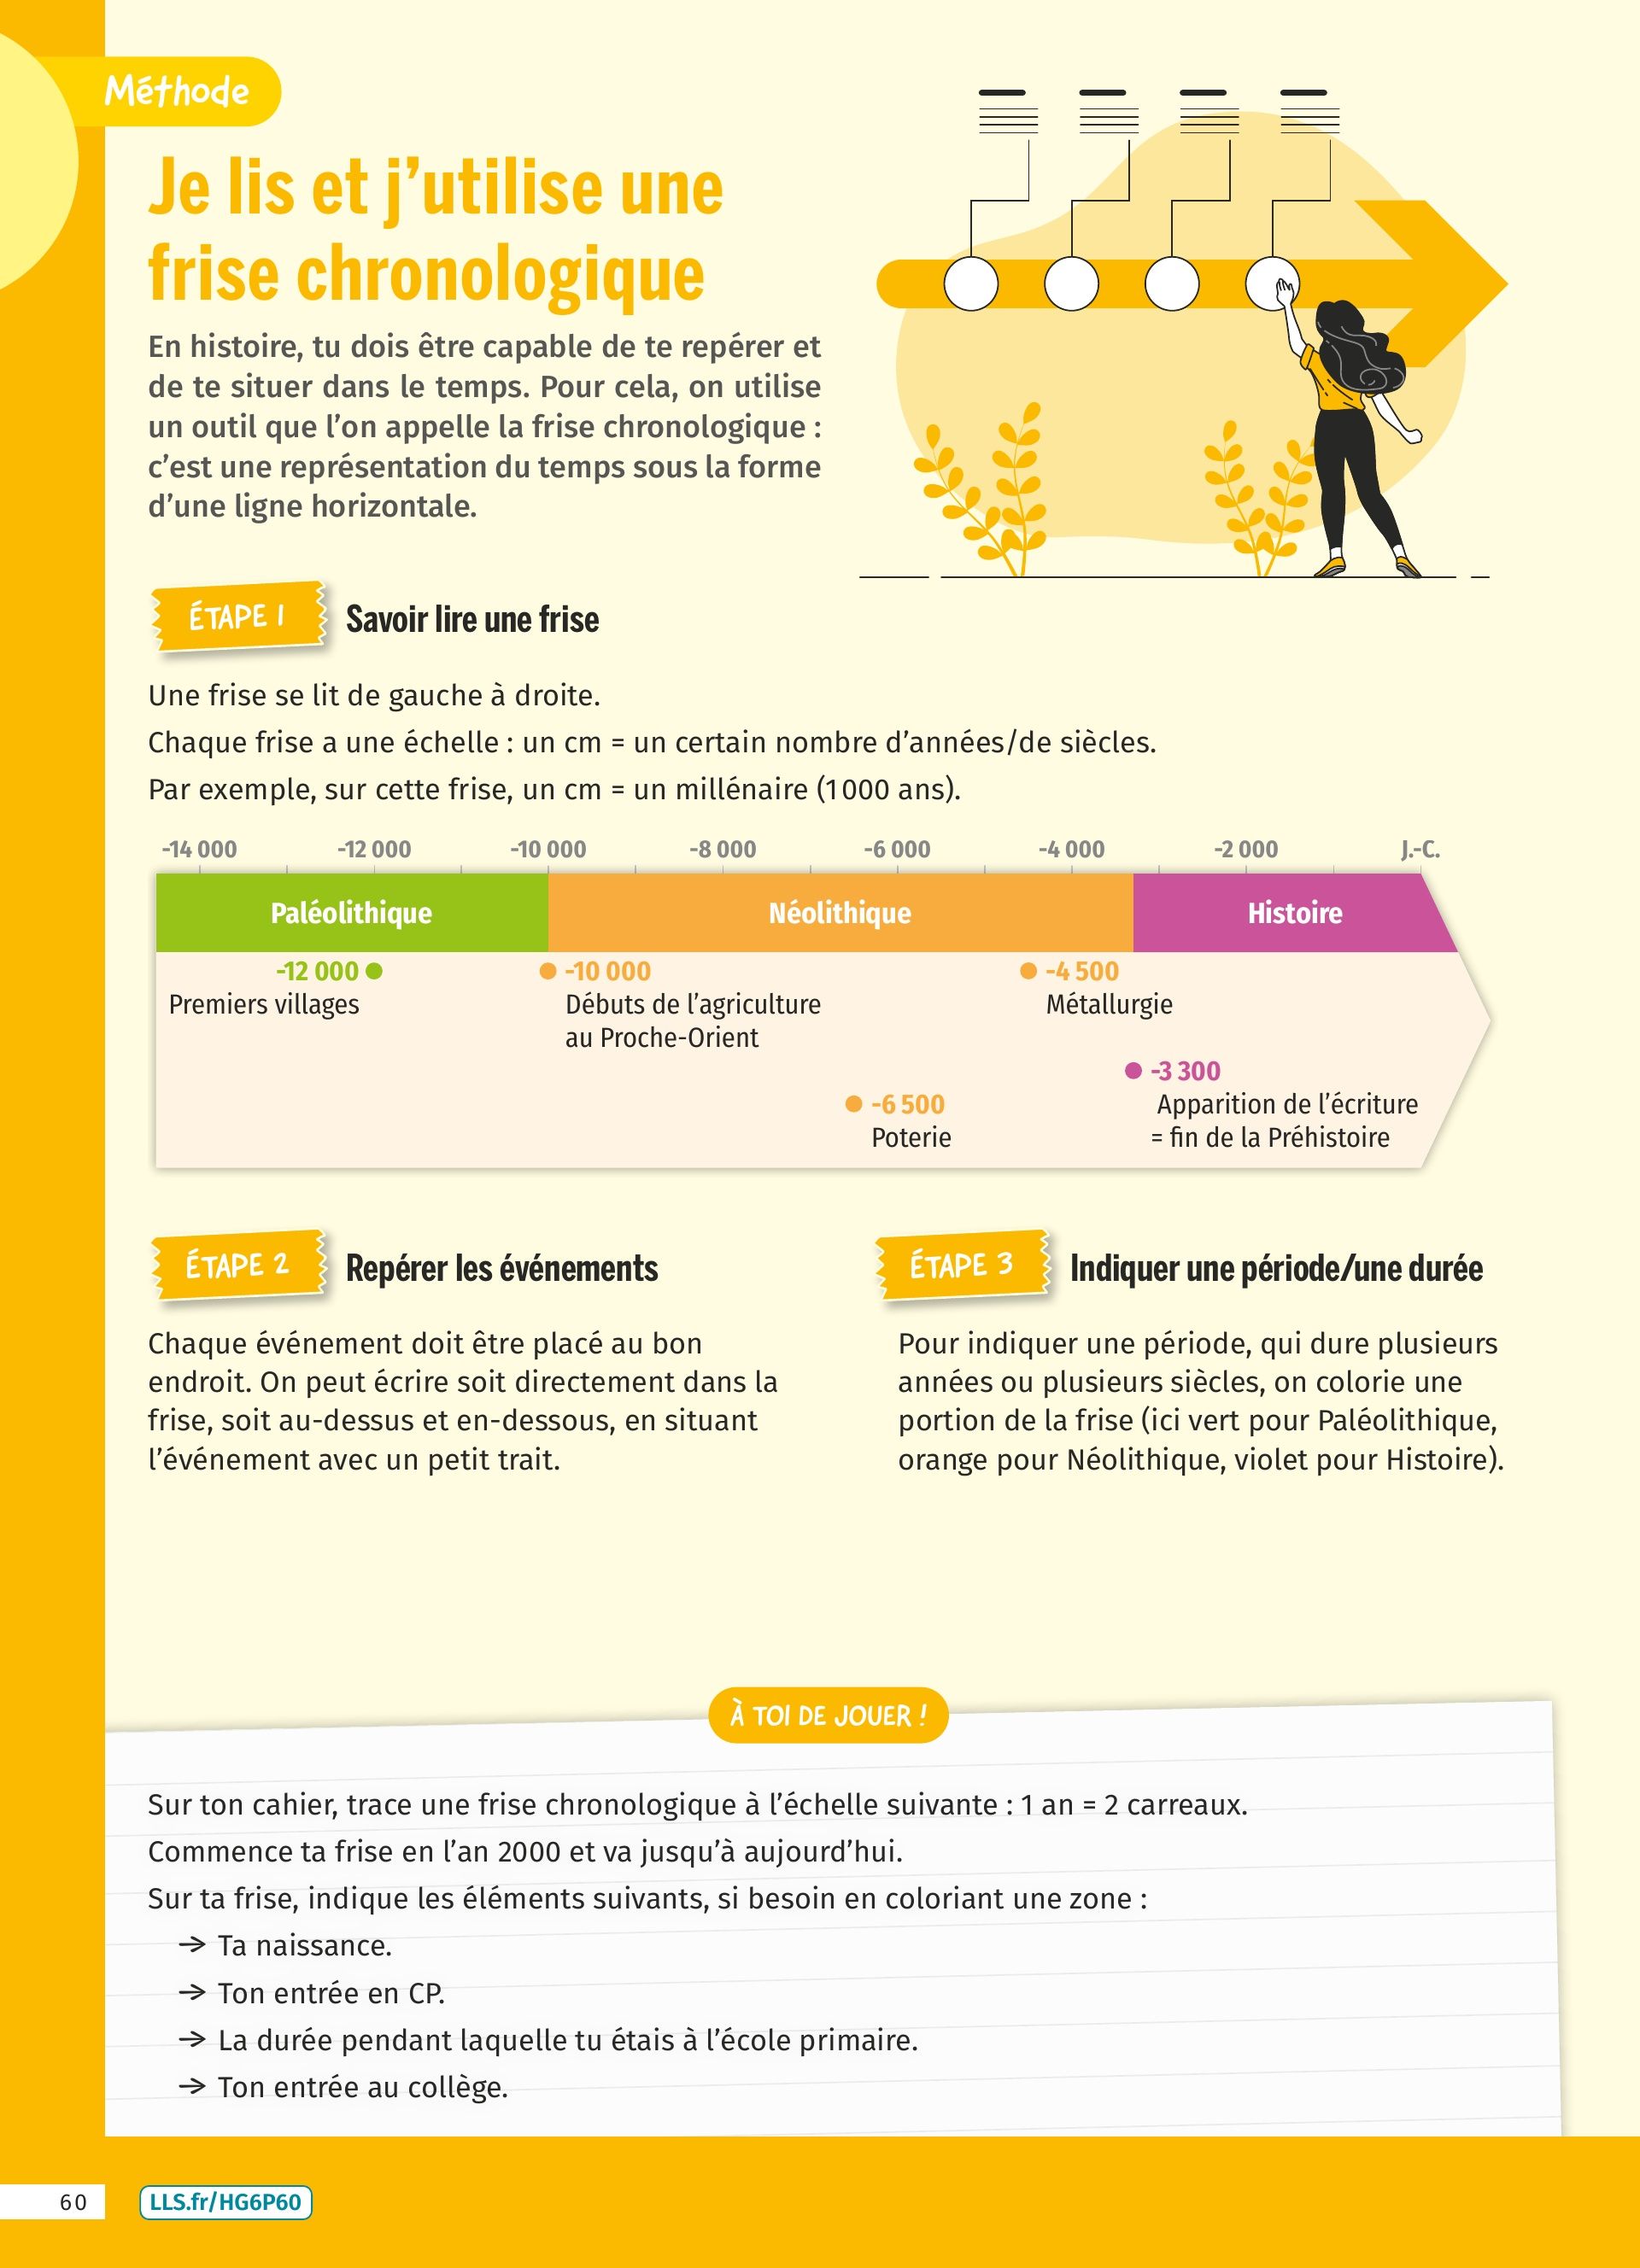 Méthode
Je lis et j’utilise une
frise chronologique
En histoire, tu dois être capable de te repérer et
de te situer dans le temps. Pour cela, on utilise
un outil que l’on appelle la frise chronologique :
c’est une représentation du temps sous la forme
d’une ligne horizontale.
ÉTAPE 1 Savoir lire une frise
Une frise se lit de gauche à droite.
Chaque frise a une échelle : un cm = un certain nombre d’années/de siècles.
Par exemple, sur cette frise, un cm = un millénaire (1 000 ans).
-14 000 -12 000 -10 000 -8 000 -6 000 -4 000 -2 000 J.-C.
Paléolithique Néolithique Histoire
-12 000 -10 000 -4 500
Premiers villages Débuts de l’agriculture Métallurgie
au Proche-Orient
-3 300
-6 500 Apparition de l’écriture
Poterie = fin de la Préhistoire
ÉTAPE 2 Repérer les événements
Chaque événement doit être placé au bon
endroit. On peut écrire soit directement dans la
frise, soit au-dessus et en-dessous, en situant
l’événement avec un petit trait.
ÉTAPE 3 Indiquer une période/une durée
Pour indiquer une période, qui dure plusieurs
années ou plusieurs siècles, on colorie une
portion de la frise (ici vert pour Paléolithique,
orange pour Néolithique, violet pour Histoire).
À TOI DE JOUER !
Sur ton cahier, trace une frise chronologique à l’échelle suivante : 1 an = 2 carreaux.
Commence ta frise en l’an 2000 et va jusqu’à aujourd’hui.
Sur ta frise, indique les éléments suivants, si besoin en coloriant une zone :
→ Ta naissance.
→ Ton entrée en CP.
→ La durée pendant laquelle tu étais à l’école primaire.
→ Ton entrée au collège.
60 LLS.fr/HG6P60